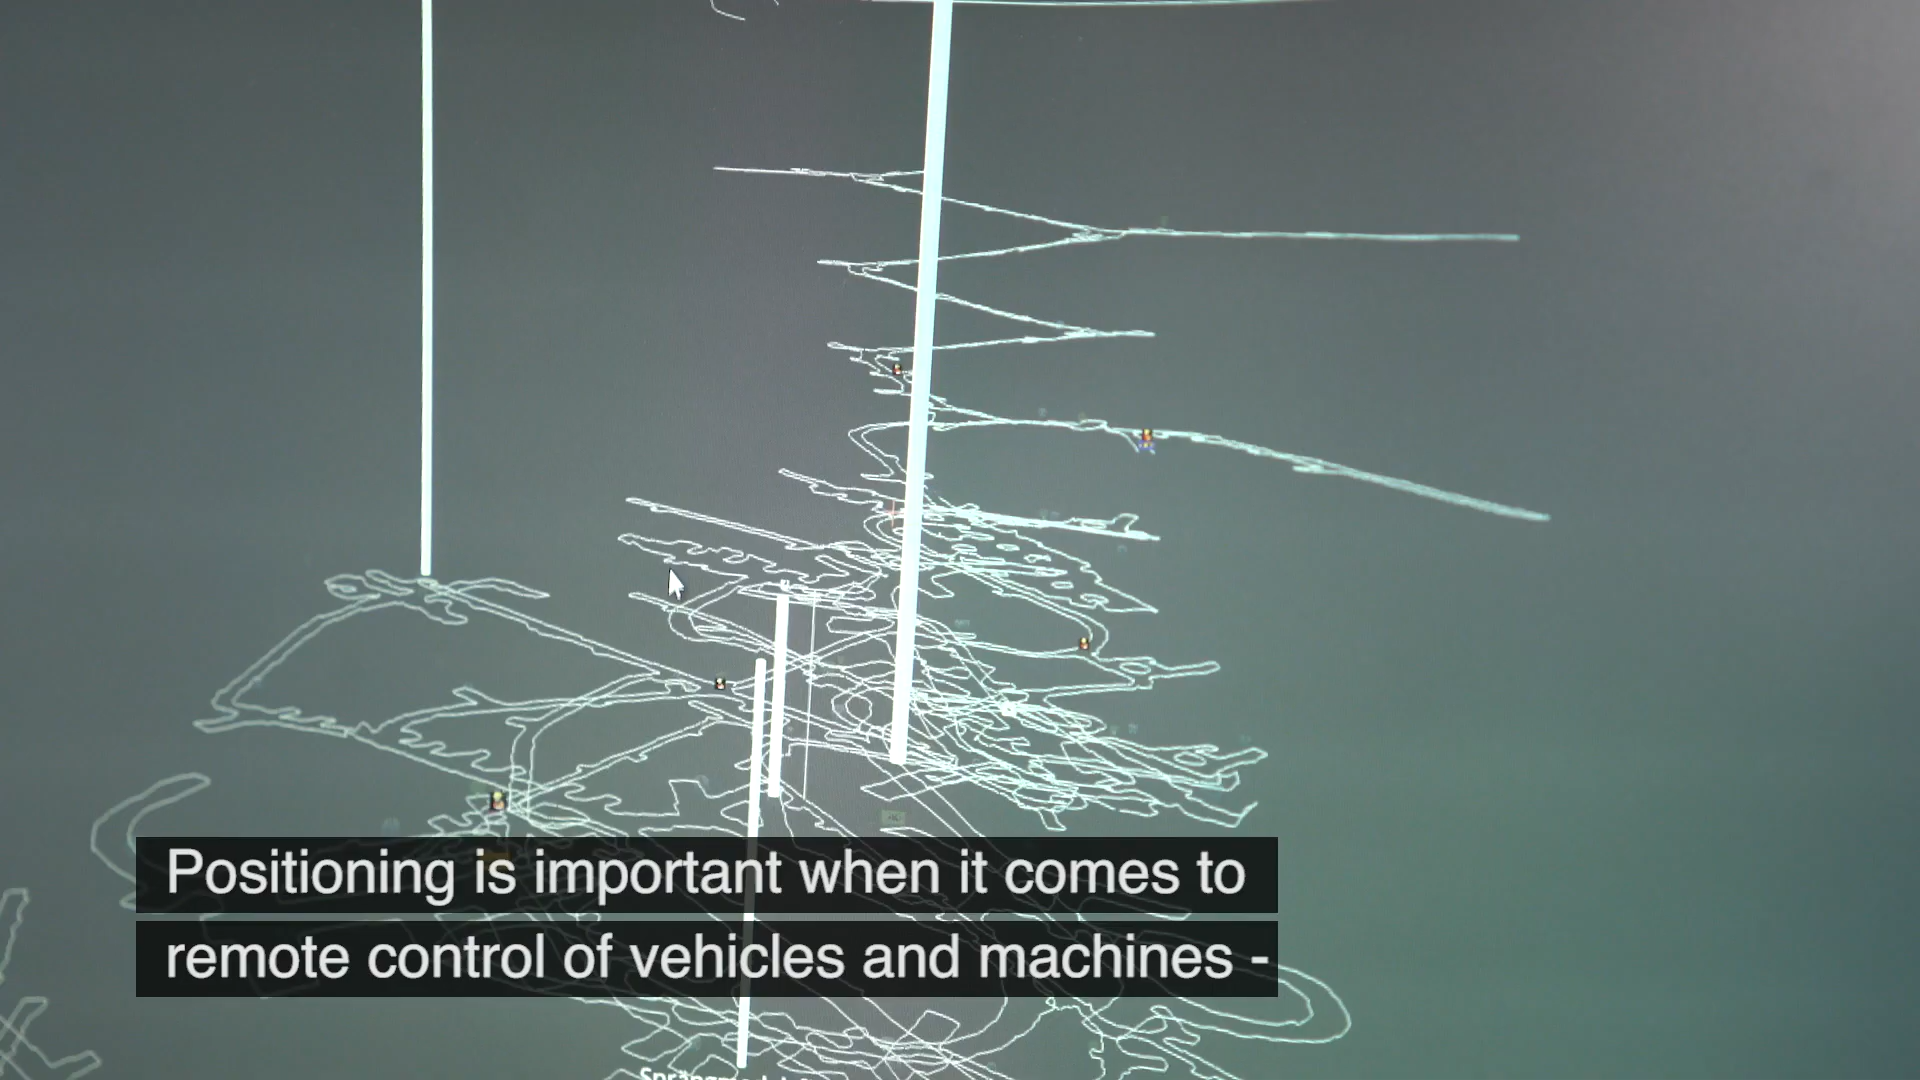 Positioning is important when it comes to
remote control of vehicles and machines -